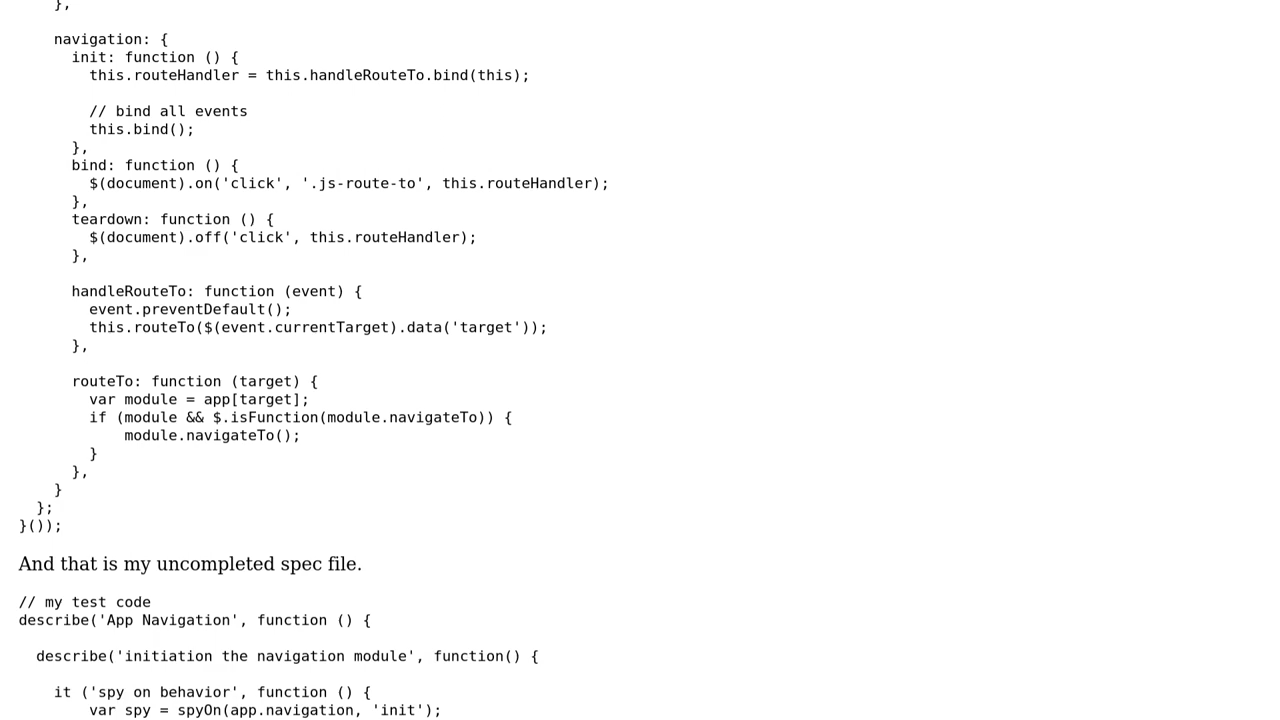 },

    navigation: {
      init: function () {
        this.routeHandler = this.handleRouteTo.bind(this);

        // bind all events
        this.bind();
      },
      bind: function () {
        $(document).on('click', '.js-route-to', this.routeHandler);
      },
      teardown: function () {
        $(document).off('click', this.routeHandler);
      },

      handleRouteTo: function (event) {
        event.preventDefault();
        this.routeTo($(event.currentTarget).data('target'));
      },

      routeTo: function (target) {
        var module = app[target];
        if (module && $.isFunction(module.navigateTo)) {
            module.navigateTo();
        }
      },
    }
  };
}());

And that is my uncompleted spec file.

// my test code
describe('App Navigation', function () {

  describe('initiation the navigation module', function() {

    it ('spy on behavior', function () {
        var spy = spyOn(app.navigation, 'init');